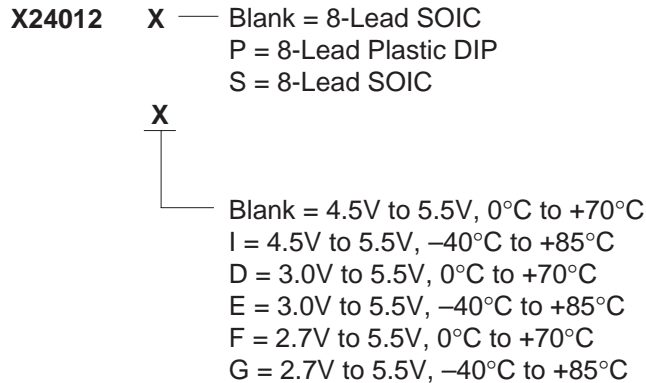 X24012 X Blank = 8-Lead SOIC
P = 8-Lead Plastic DIP
S = 8-Lead SOIC
X
Blank = 4.5V to 5.5V, 0°C to +70°C
I = 4.5V to 5.5V, –40°C to +85°C
D = 3.0V to 5.5V, 0°C to +70°C
E = 3.0V to 5.5V, –40°C to +85°C
F = 2.7V to 5.5V, 0°C to +70°C
G = 2.7V to 5.5V, –40°C to +85°C